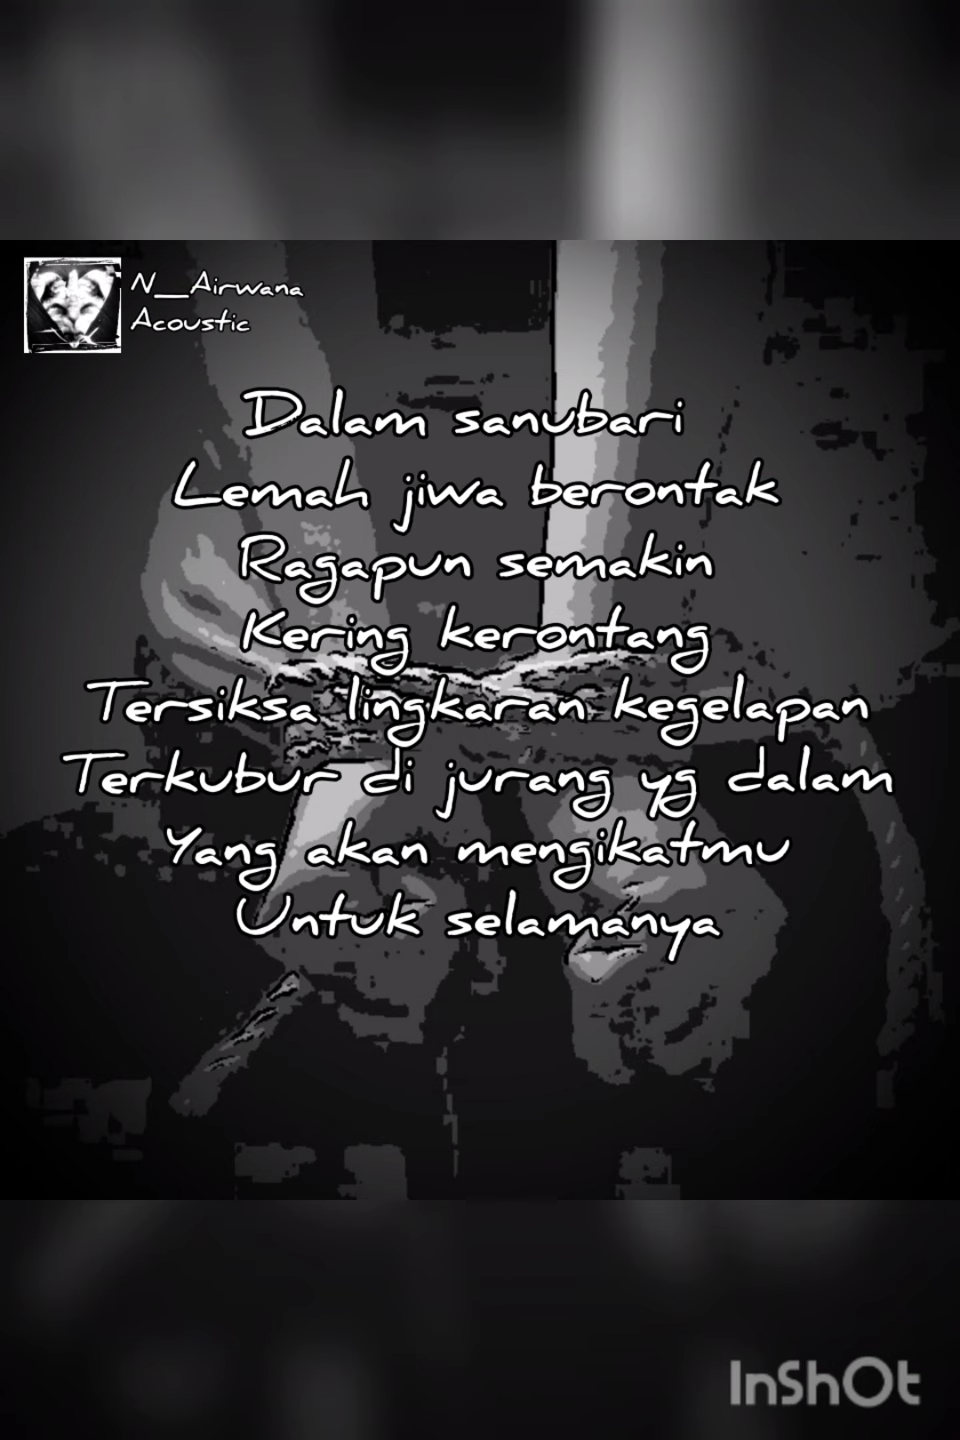 N__Airwana
Acoustic
Dalam sanubari
Lemah jiwa berontak
Ragapun semakin
Kering kerontang
Tersiksa lingkaran kegelapan
Terkubur di jurang yg dalam
Yang akan mengikatmu
Untuk selamanya
InShOt